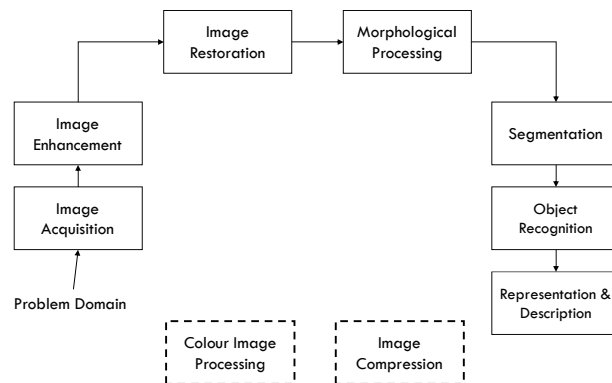 Image
Restoration
Morphological
Processing
Image
Enhancement
Segmentation
Image
Acquisition
Object
Recognition
Problem Domain
Representation &
Description
Colour Image
Processing
Image
Compression